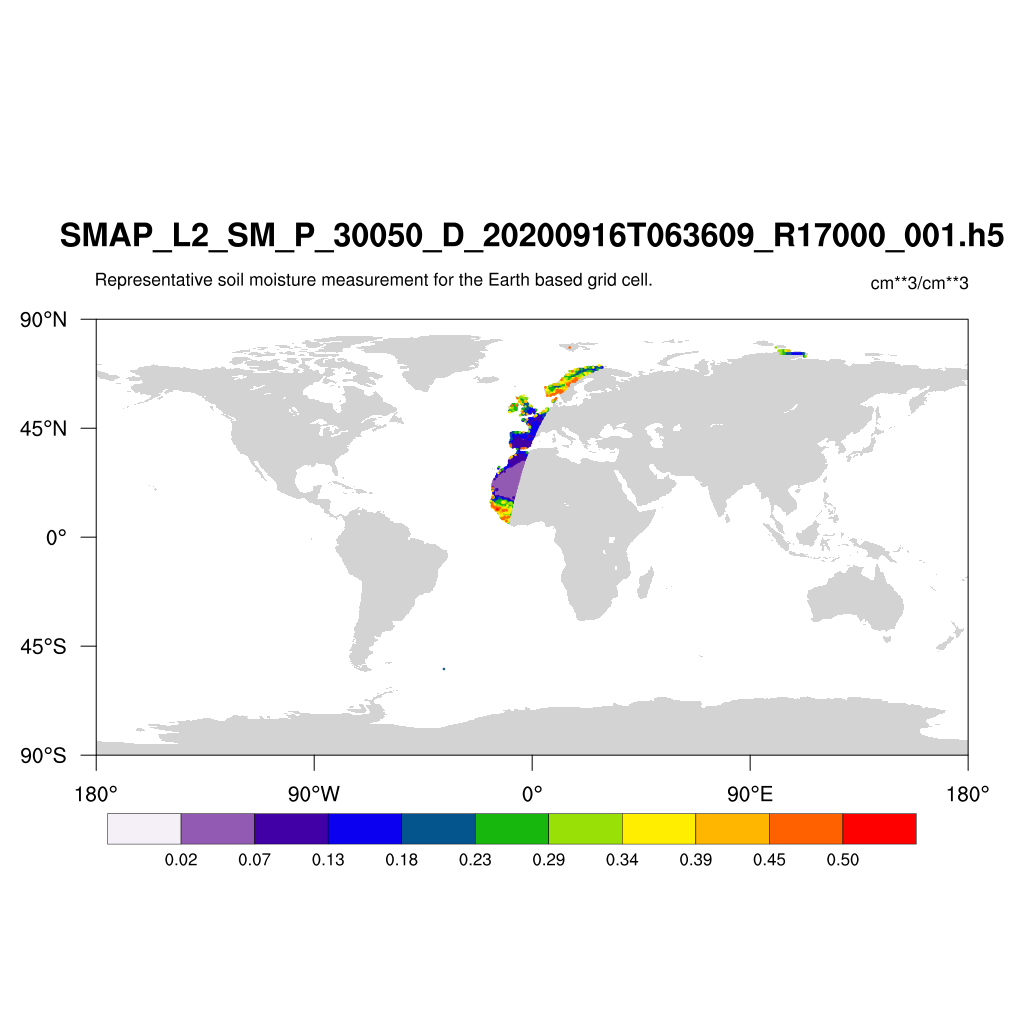 SMAP_L2_SM_P_30050_D_20200916T063609_R17000_001.h5
Representative soil moisture measurement for the Earth based grid cell.
cm**3/cm**3
90°N
45°N
0°
45°S
90°S
180° 90°W 0° 90°E 180°
0.02 0.07 0.13 0.18 0.23 0.29 0.34 0.39 0.45 0.50